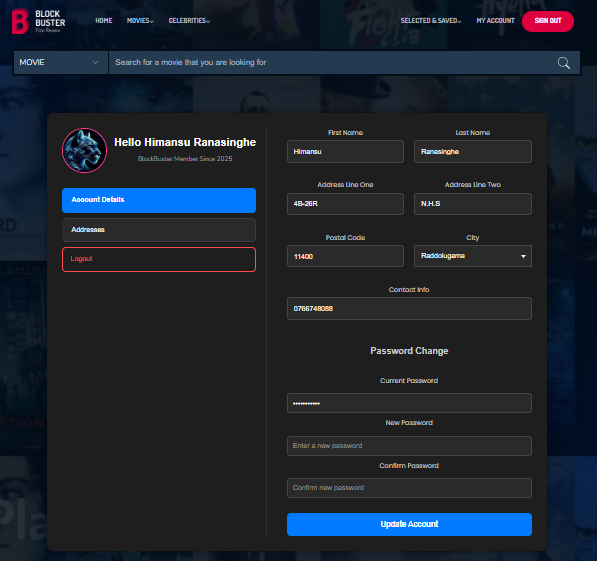 BLOCK
BUSTER
Film Review
HOME MOVIES CELEBRITIES SELECTED & SAVED MY ACCOUNT SIGN OUT
MOVIE Search for a movie that you are looking for
Hello Himansu Ranasinghe
BlockBuster Member Since 2025
Account Details
Addresses
Logout
First Name Last Name
Himansu Ranasinghe
Address Line One Address Line Two
4B-26R N.H.S
Postal Code City
11400 Raddolugama
Contact Info
0766748088
Password Change
Current Password
New Password
Enter a new password
Confirm Password
Confirm new password
Update Account